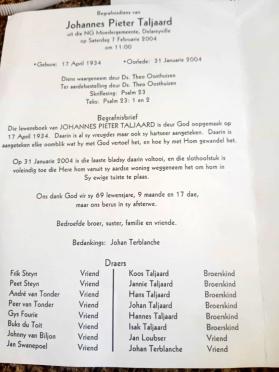 Begrafnisdiens van
Johannes Pieter Taljaard
uit die NG Moedergemeente, Delareyville
op Saterdag 7 Februarie 2004
om 11:00
•Gebore: 17 April 1934 •Oorlede: 31 Januarie 2004
Diens waargeneem deur Ds. Theo Oosthuizen
Ter aardebestelling deur Ds. Theo Oosthuizen
Skriflesing: Psalm 23
Teks: Psalm 23: 1 en 2
Begrafnisbrief
Die lewensboek van JOHANNES PIETER TALJAARD is deur God oopgemaak op
17 April 1934. Daarin is al sy vreugdes maar ook sy hartseer aangeteken. Daarin is
aangeteken elke oomblik wat hy met God vertoef het, en hoe hy met Hom gewandel het.
Op 31 Januarie 2004 is die laaste bladsy daarin voltooi, en die slothoofstuk is
voleindig toe die Here hom vanuit sy aardse woning weggeneem het om hom in
Sy ewige tuiste te plaas.
Ons dank God vir sy 69 lewensjare, 9 maande en 17 dae,
maar ons berus in sy afsterwe.
Bedroefde broer, suster, familie en vriende.
Bedankings: Johan Terblanche
Draers
Frik Steyn Vriend Koos Taljaard Broerskind
Peet Steyn Vriend Jannie Taljaard Broerskind
André van Tonder Vriend Hans Taljaard Broerskind
Peer van Tonder Vriend Johan Taljaard Broerskind
Gys Fourie Vriend Hannes Taljaard Broerskind
Buks du Toit Vriend Isak Taljaard Broerskind
Johnny van Biljon Vriend Jan Loubser Vriend
Jan Swanepoel Vriend Johan Terblanche Vriend